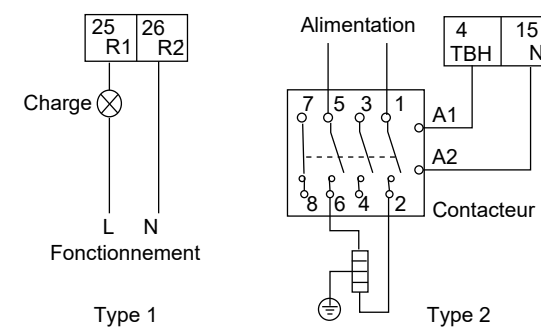 25 26
R1 R2
Charge
L N
Fonctionnement
Type 1
Alimentation
4 15
TBH N
7 5 3 1
A1
A2
8 6 4 2
Contacteur
Type 2